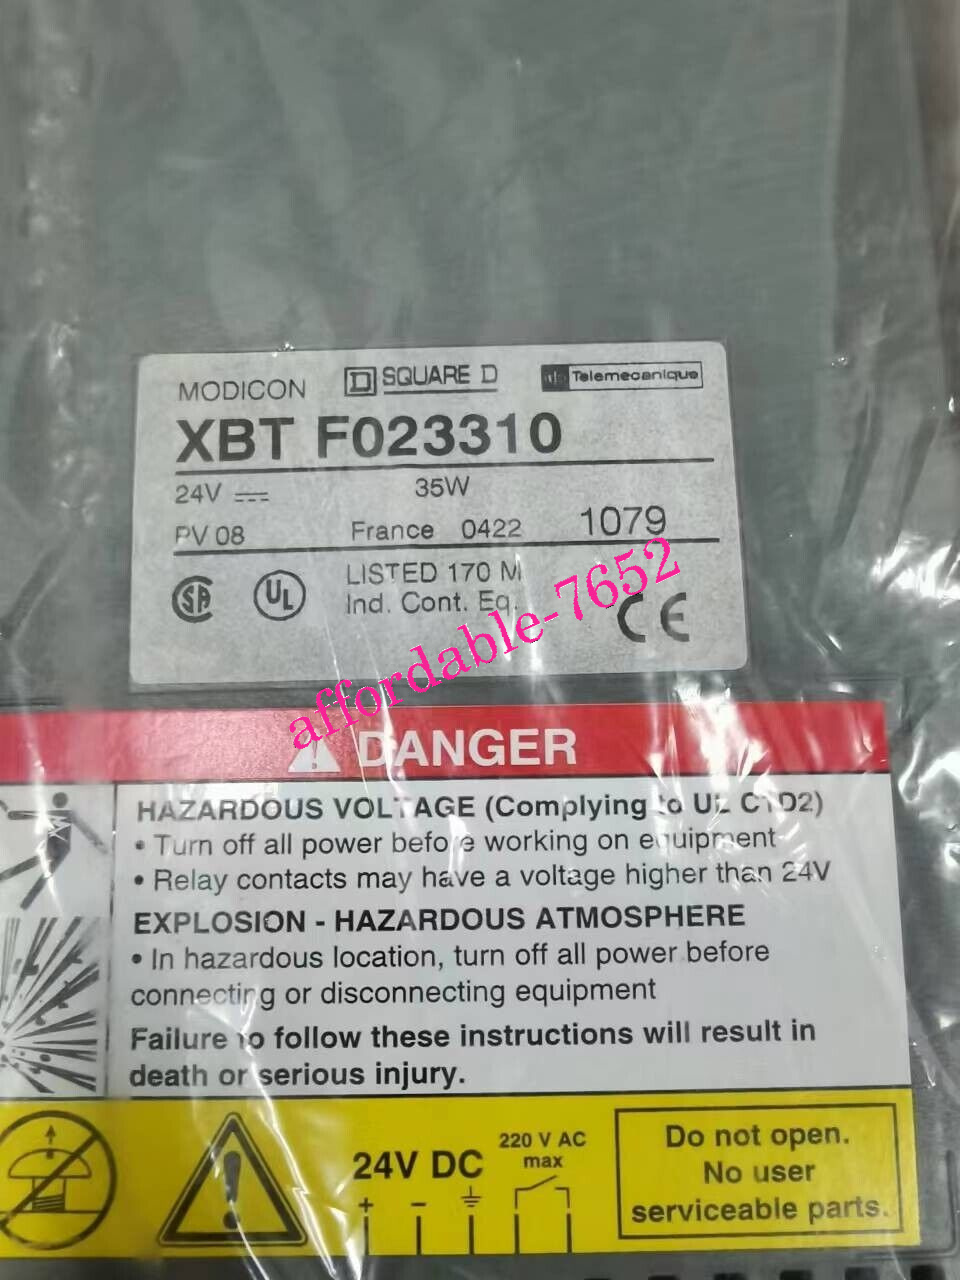 MODICON
SQUARE D
Telemecanique
XBT F023310
24V 35W
PV 08 France 0422 1079
LISTED 170 M
Ind. Cont. Eq.
SA UL CE
affordable-7652
DANGER
HAZARDOUS VOLTAGE (Complying to UL C1D2)
• Turn off all power before working on equipment
• Relay contacts may have a voltage higher than 24V
EXPLOSION - HAZARDOUS ATMOSPHERE
• In hazardous location, turn off all power before
connecting or disconnecting equipment
Failure to follow these instructions will result in
death or serious injury.
24V DC
+ -
220 V AC
max
Do not open.
No user
serviceable parts.